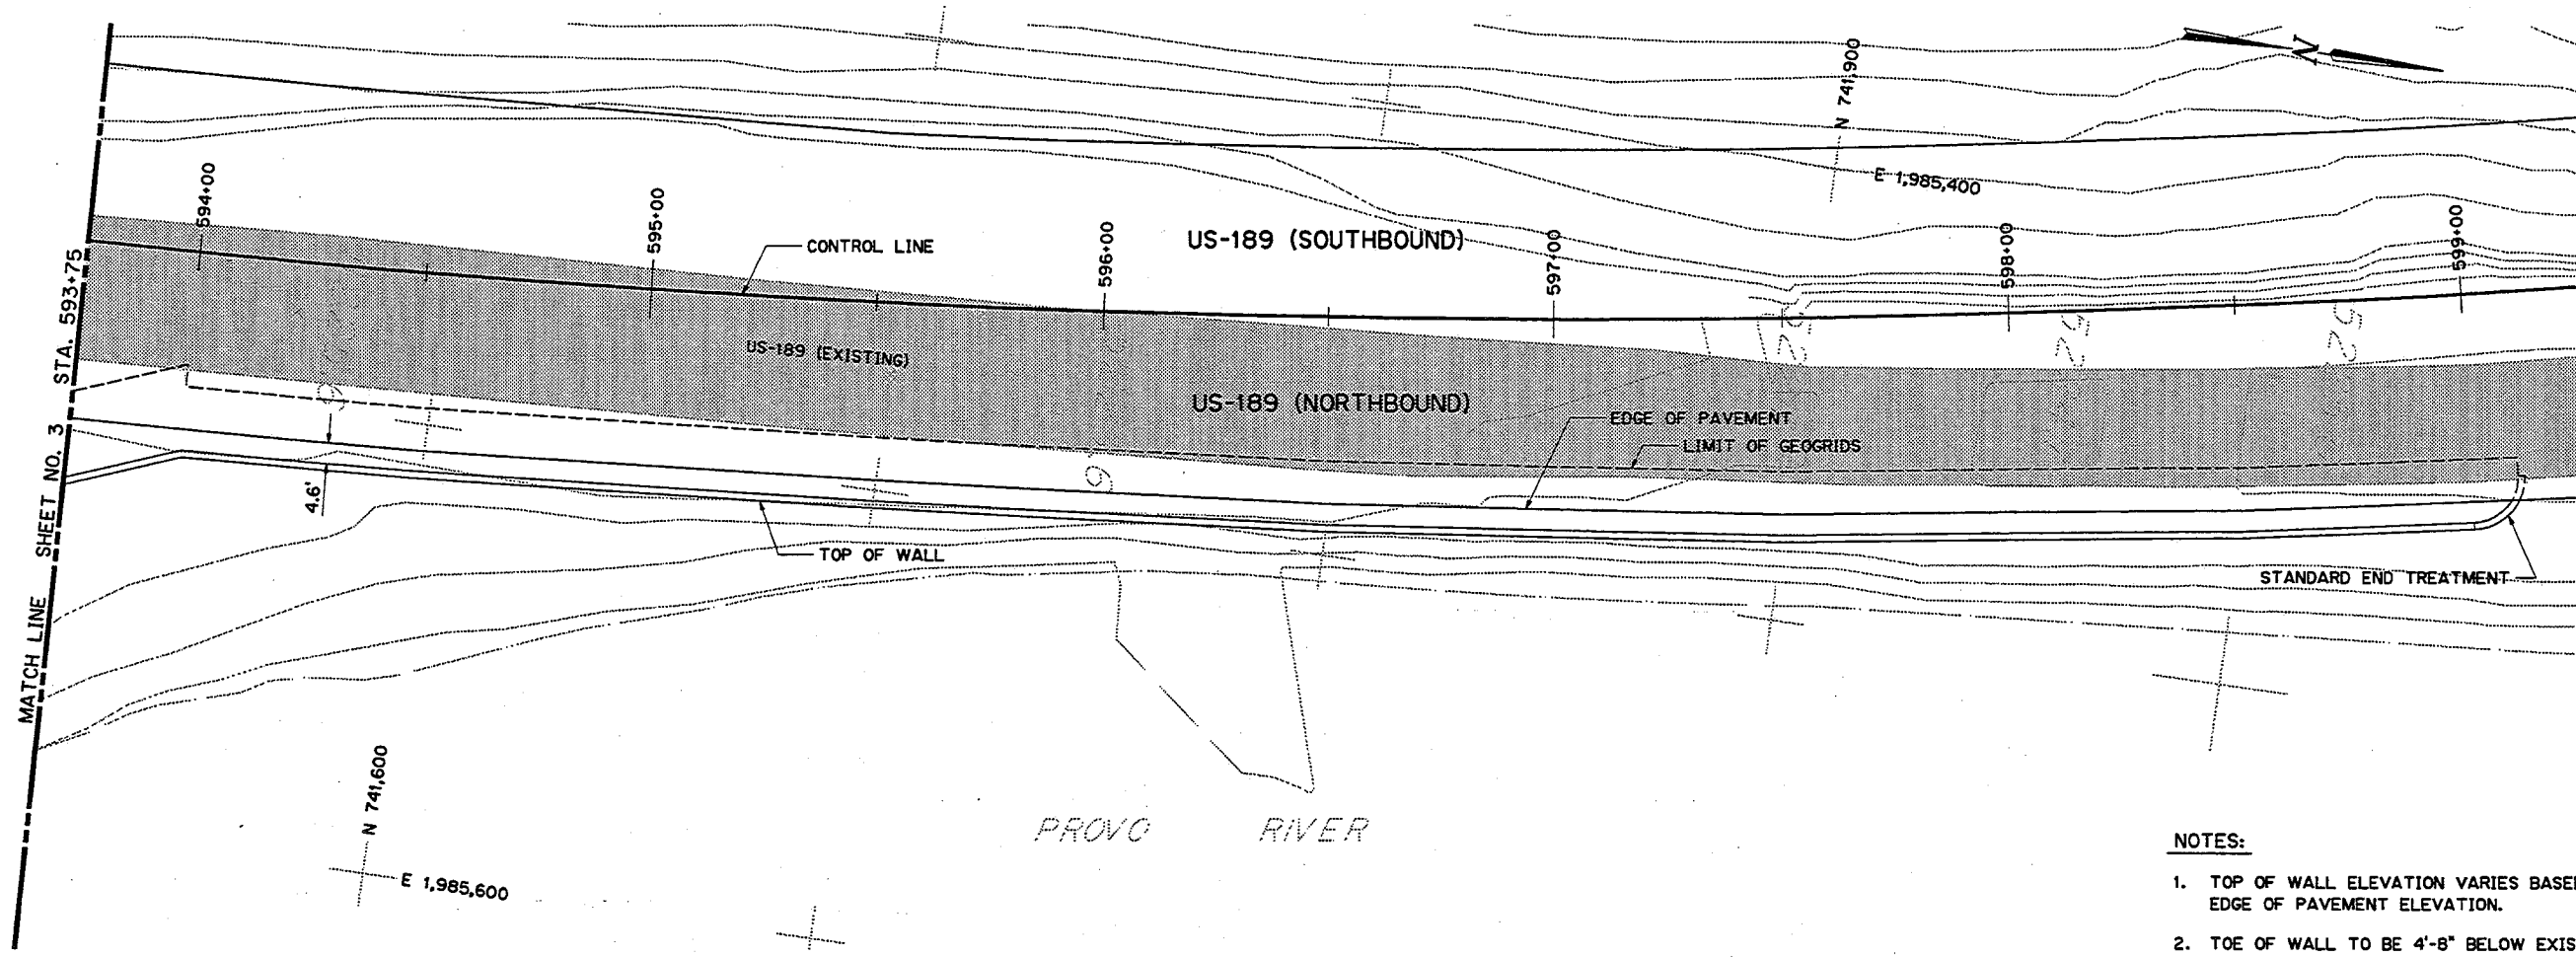 N 741,900
N
E 1,985,400
594+00
595+00
596+00
597+00
598+00
599+00
CONTROL LINE
US-189 (SOUTHBOUND)
MATCH LINE SHEET NO. 3 STA. 593+75
US-189 (EXISTING)
US-189 (NORTHBOUND)
EDGE OF PAVEMENT
LIMIT OF GEOGRIDS
4.6'
TOP OF WALL
STANDARD END TREATMENT
N 741,600
E 1,985,600
PROVO RIVER
NOTES:
1. TOP OF WALL ELEVATION VARIES BASE
EDGE OF PAVEMENT ELEVATION.
2. TOE OF WALL TO BE 4'-8" BELOW EXIS